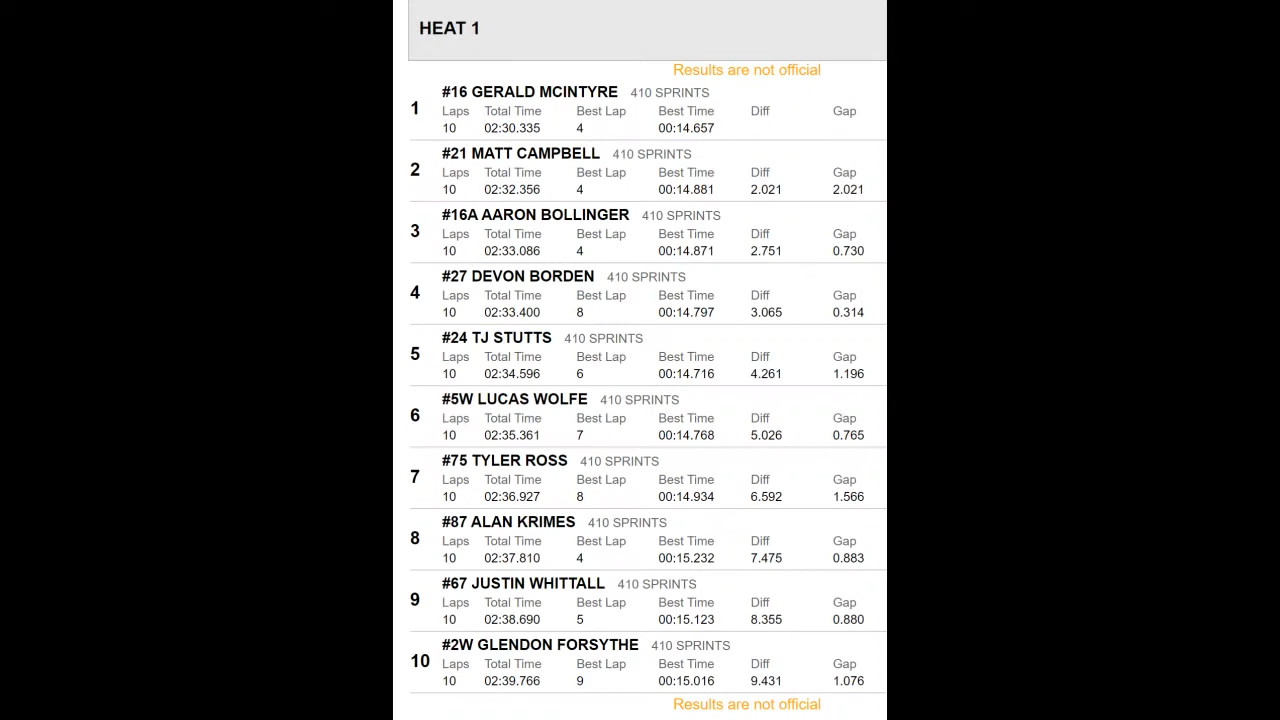 HEAT 1
Results are not official
#16 GERALD MCINTYRE 410 SPRINTS
1
Laps Total Time Best Lap Best Time Diff Gap
10 02:30.335 4 00:14.657
#21 MATT CAMPBELL 410 SPRINTS
2
Laps Total Time Best Lap Best Time Diff Gap
10 02:32.356 4 00:14.881 2.021 2.021
#16A AARON BOLLINGER 410 SPRINTS
3
Laps Total Time Best Lap Best Time Diff Gap
10 02:33.086 4 00:14.871 2.751 0.730
#27 DEVON BORDEN 410 SPRINTS
4
Laps Total Time Best Lap Best Time Diff Gap
10 02:33.400 8 00:14.797 3.065 0.314
#24 TJ STUTTS 410 SPRINTS
5
Laps Total Time Best Lap Best Time Diff Gap
10 02:34.596 6 00:14.716 4.261 1.196
#5W LUCAS WOLFE 410 SPRINTS
6
Laps Total Time Best Lap Best Time Diff Gap
10 02:35.361 7 00:14.768 5.026 0.765
#75 TYLER ROSS 410 SPRINTS
7
Laps Total Time Best Lap Best Time Diff Gap
10 02:36.927 8 00:14.934 6.592 1.566
#87 ALAN KRIMES 410 SPRINTS
8
Laps Total Time Best Lap Best Time Diff Gap
10 02:37.810 4 00:15.232 7.475 0.883
#67 JUSTIN WHITTALL 410 SPRINTS
9
Laps Total Time Best Lap Best Time Diff Gap
10 02:38.690 5 00:15.123 8.355 0.880
#2W GLENDON FORSYTHE 410 SPRINTS
10
Laps Total Time Best Lap Best Time Diff Gap
10 02:39.766 9 00:15.016 9.431 1.076
Results are not official